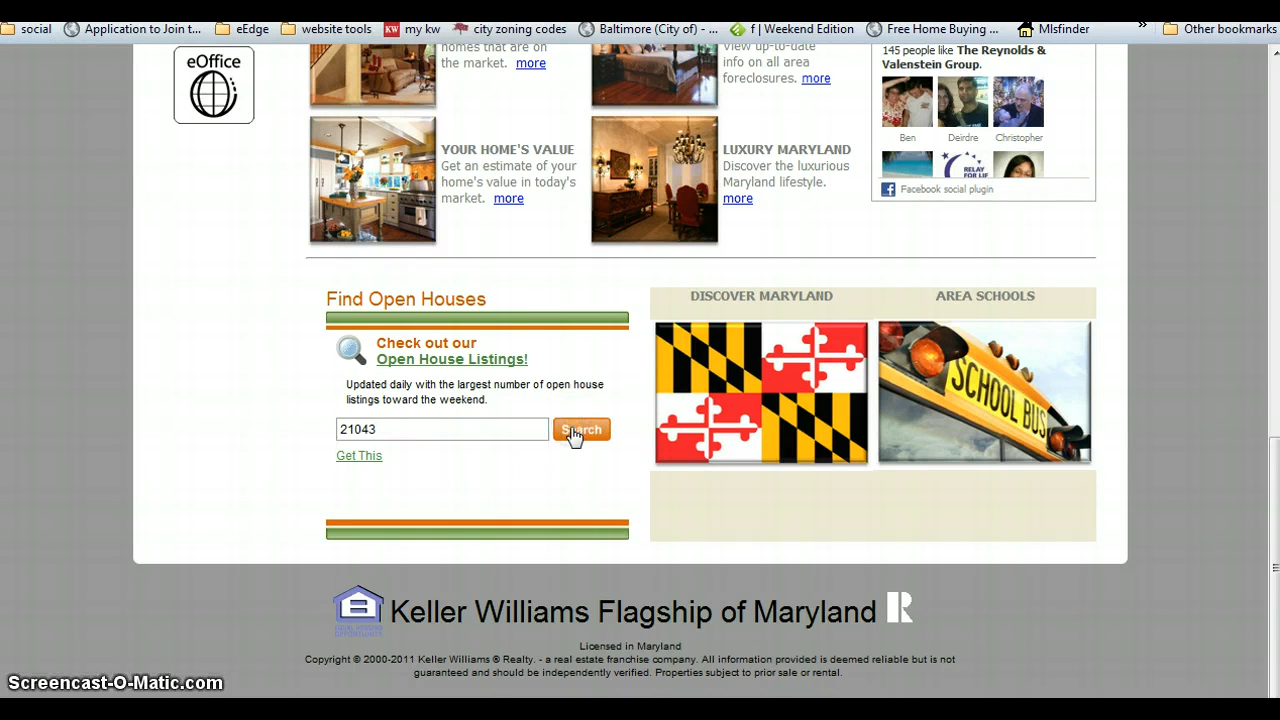 social
Application to Join t...
eEdge
website tools
KW my kw
city zoning codes
Baltimore (City of) - ...
f | Weekend Edition
Free Home Buying ...
Mlsfinder
»
Other bookmarks
eOffice
homes that are on
the market. more
View up-to-date
info on all area
foreclosures. more
145 people like The Reynolds &
Valenstein Group.
Ben
Deirdre
Christopher
RELAY
FOR LIFE
Facebook social plugin
YOUR HOME'S VALUE
Get an estimate of your
home's value in today's
market. more
LUXURY MARYLAND
Discover the luxurious
Maryland lifestyle.
more
Find Open Houses
Check out our
Open House Listings!
Updated daily with the largest number of open house
listings toward the weekend.
21043
Search
Get This
DISCOVER MARYLAND
AREA SCHOOLS
SCHOOL BUS
EQUAL HOUSING
OPPORTUNITY
Keller Williams Flagship of Maryland R
Licensed in Maryland
Copyright © 2000-2011 Keller Williams ® Realty. - a real estate franchise company. All information provided is deemed reliable but is not
guaranteed and should be independently verified. Properties subject to prior sale or rental.
Screencast-O-Matic.com